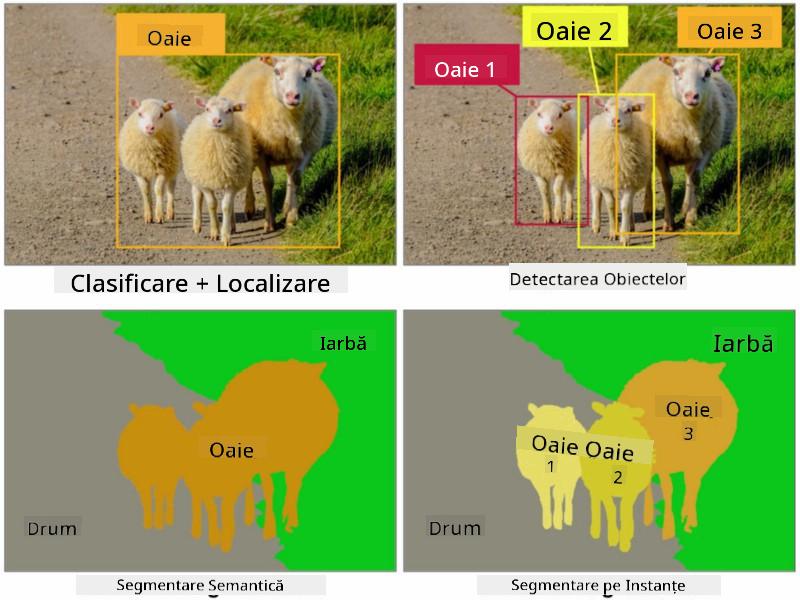 Oaie
Oaie 1
Oaie 2
Oaie 3
Clasificare + Localizare
Detectarea Obiectelor
Iarbă
Oaie
Drum
Iarbă
Oaie
3
Oaie Oaie
1
2
Drum
Segmentare Semantică
Segmentare pe Instanțe